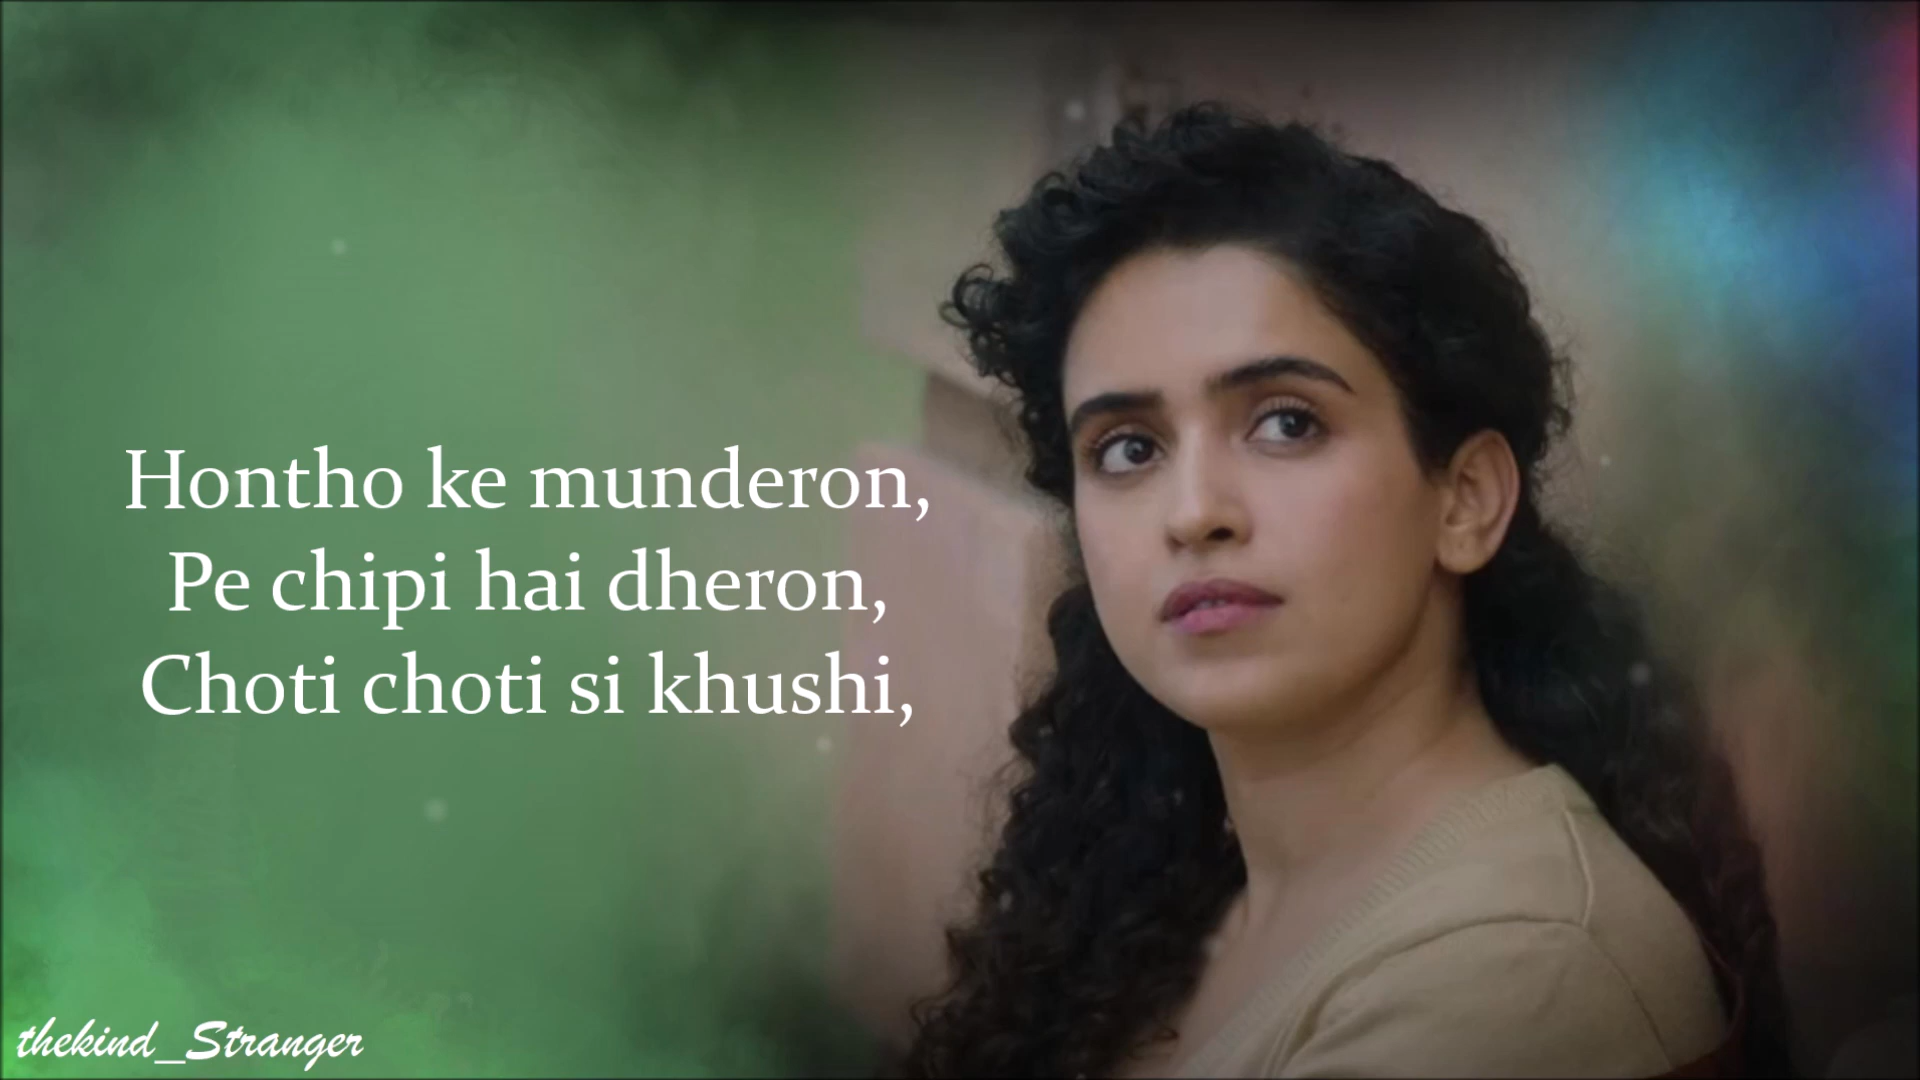 Hontho ke munderon,
Pe chipi hai dheron,
Choti choti si khushi,
thekind_Stranger